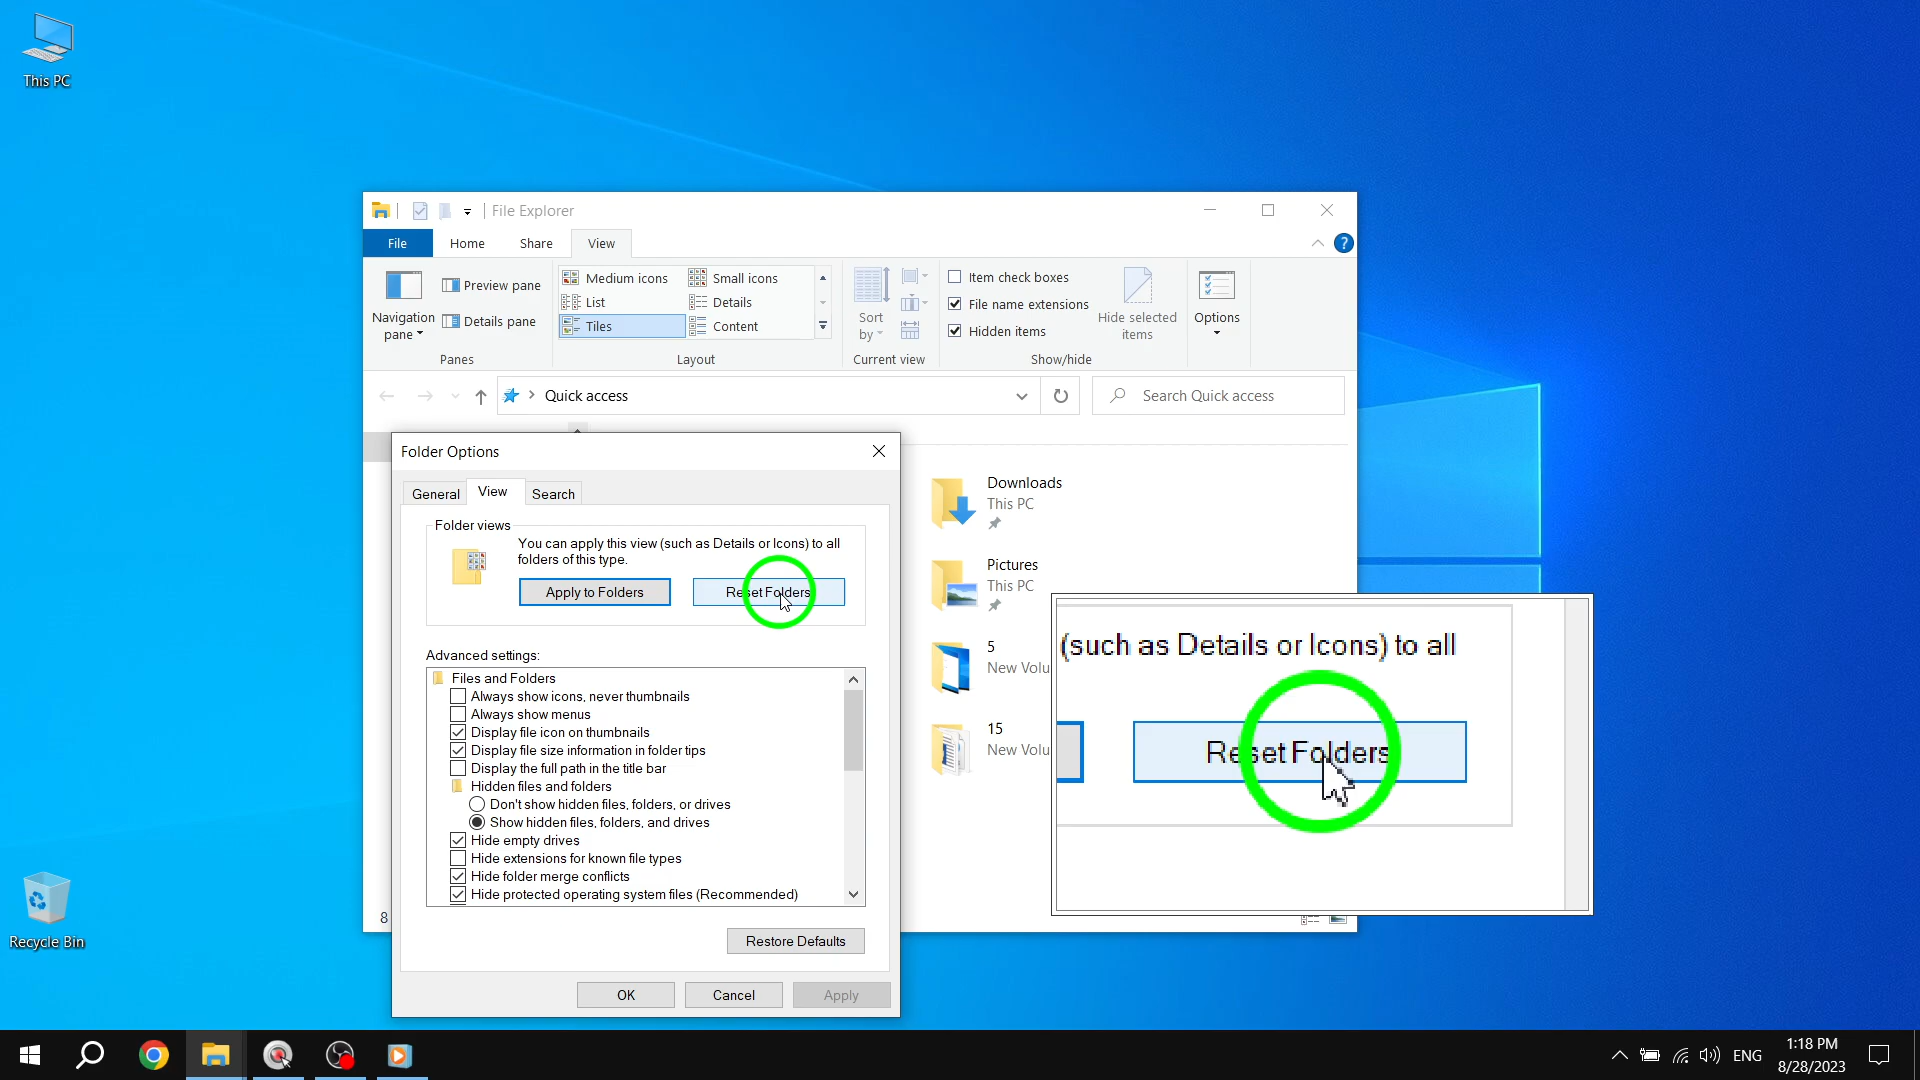 This PC
File Explorer
File
Home
Share
View
?
Navigation
pane
Preview pane
Details pane
Panes
Medium icons
Small icons
List
Details
Tiles
Content
Layout
Sort
by
Current view
Item check boxes
File name extensions
Hidden items
Hide selected
items
Show/hide
Options
Quick access
Search Quick access
Folder Options
General
View
Search
Folder views
You can apply this view (such as Details or Icons) to all
folders of this type.
Apply to Folders
Reset Folders
Advanced settings:
Files and Folders
Always show icons, never thumbnails
Always show menus
Display file icon on thumbnails
Display file size information in folder tips
Display the full path in the title bar
Hidden files and folders
Don't show hidden files, folders, or drives
Show hidden files, folders, and drives
Hide empty drives
Hide extensions for known file types
Hide folder merge conflicts
Hide protected operating system files (Recommended)
Restore Defaults
OK
Cancel
Apply
8
Downloads
This PC
Pictures
This PC
5
New Volu
15
New Volu
(such as Details or Icons) to all
Reset Folders
Recycle Bin
ENG
1:18 PM
8/28/2023